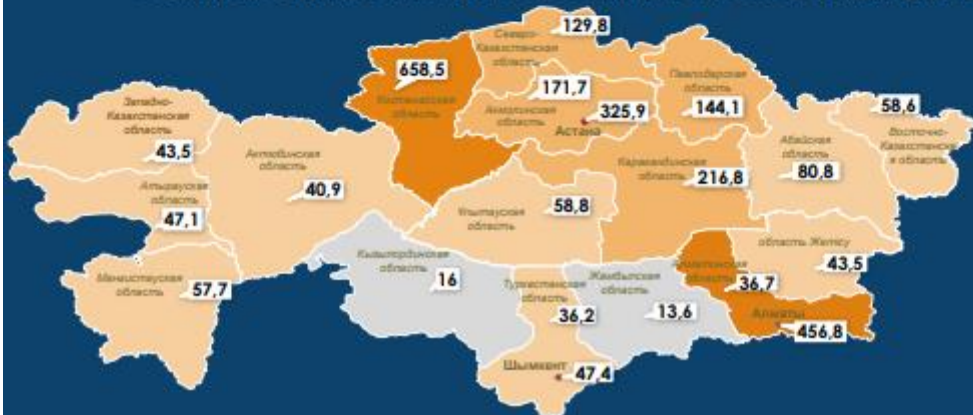 129,8
Северо-
Казахстанская
область
658,5
Костанайская
область
171,7
Акмолинская
область
325,9
Астана
Павлодарская
область
144,1
58,6
Восточно-
Казахстанска
я область
Западно-
Казахстанская
область
43,5
Актюбинская
область
40,9
Атырауская
область
47,1
Карагандинская
область
216,8
Абайская
область
80,8
Улытауская
область
58,8
Мангистауская
область
57,7
Кызылординская
область
16
Туркестанская
область
36,2
Жамбылская
область
13,6
Алматинская
область
36,7
область Жетісу
43,5
Алматы
456,8
Шымкент
47,4